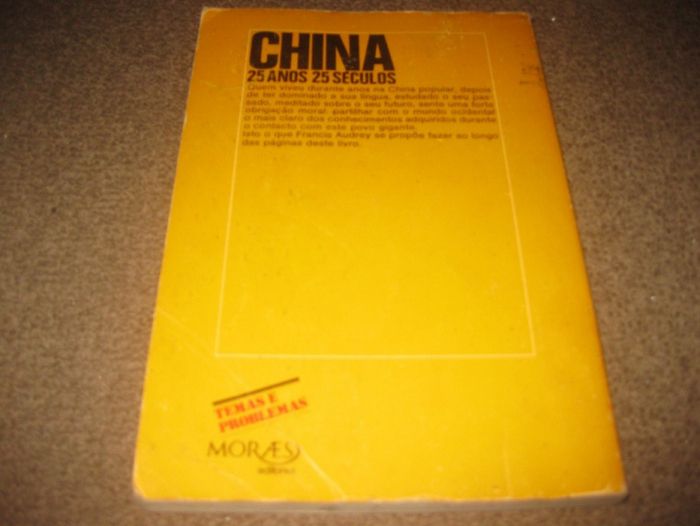 CHINA
25 ANOS 25 SÉCULOS
Quem viveu durante anos na China popular, depois
de ter dominado a sua língua, estudado o seu pas-
sado, meditado sobre o seu futuro, sente uma forte
obrigação moral: partilhar com o mundo ocidental
o mais claro dos conhecimentos adquiridos durante
o contacto com este povo gigante.
Isto o que Francis Audrey se propõe fazer ao longo
das páginas deste livro.
TEMAS E
PROBLEMAS
MORÆS